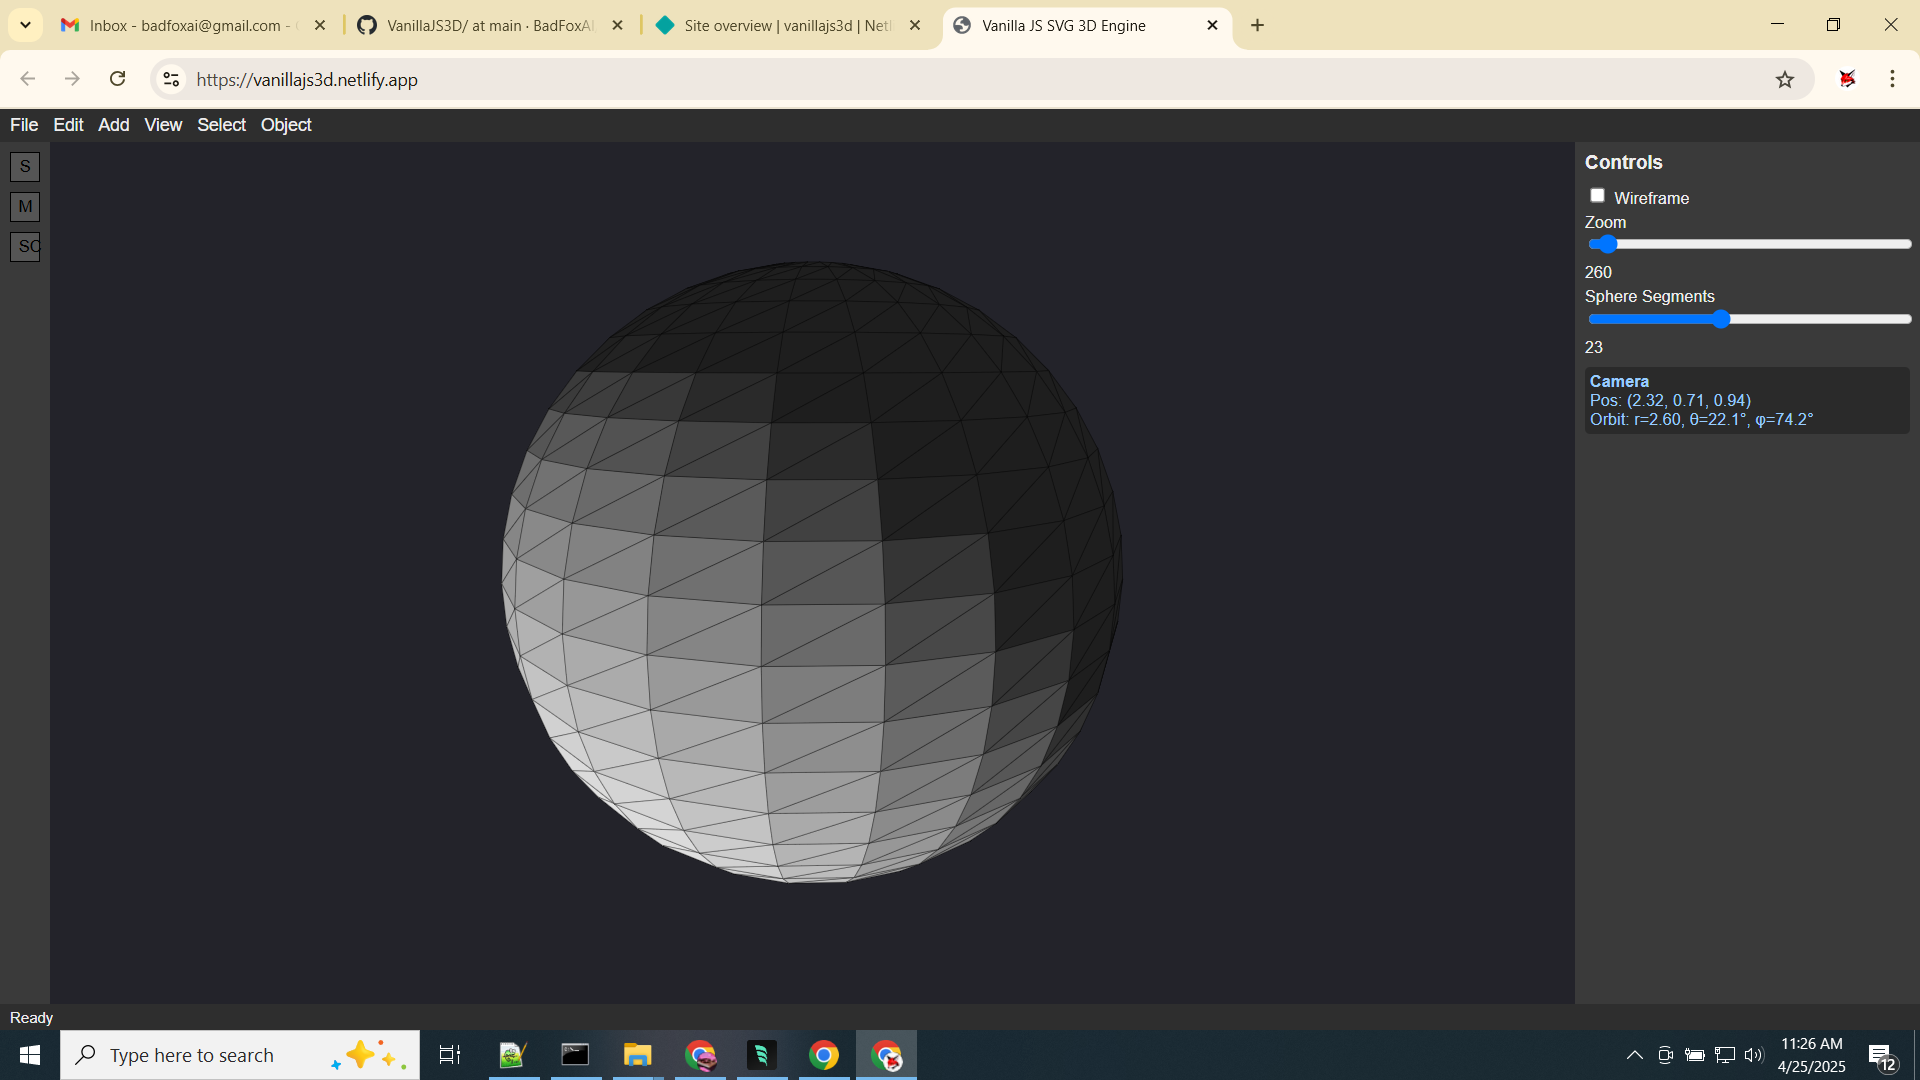 Inbox - badfoxai@gmail.com -
VanillaJS3D/ at main · BadFoxAI
Site overview | vanillajs3d | Netl
Vanilla JS SVG 3D Engine
https://vanillajs3d.netlify.app
File Edit Add View Select Object
S
M
SC
Controls
Wireframe
Zoom
260
Sphere Segments
23
Camera
Pos: (2.32, 0.71, 0.94)
Orbit: r=2.60, θ=22.1°, φ=74.2°
Ready
Type here to search
11:26 AM
4/25/2025
12